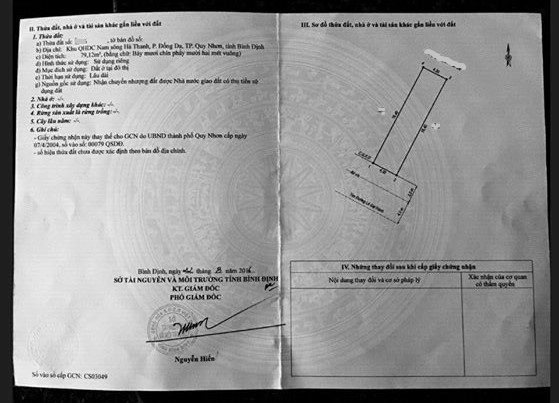 II. Thửa đất, nhà ở và tài sản khác gắn liền với đất
1. Thửa đất:
a) Thửa đất số: , tờ bản đồ số:
b) Địa chỉ: Khu QHDC Nam sông Hà Thanh, P. Đống Đa, TP. Quy Nhơn, tỉnh Bình Định
c) Diện tích: 79,12m², (bằng chữ: Bảy mươi chín phẩy mười hai mét vuông)
d) Hình thức sử dụng: Sử dụng riêng
đ) Mục đích sử dụng: Đất ở tại đô thị
e) Thời hạn sử dụng: Lâu dài
g) Nguồn gốc sử dụng: Nhận chuyển nhượng đất được Nhà nước giao đất có thu tiền sử
dụng đất
2. Nhà ở: -/-
3. Công trình xây dựng khác: -/-
4. Rừng sản xuất là rừng trồng: -/-
5. Cây lâu năm: -/-
6. Ghi chú:
- Giấy chứng nhận này thay thế cho GCN do UBND thành phố Quy Nhơn cấp ngày
07/4/2004, số vào sổ: 00079 QSDĐ.
- số hiệu thửa đất chưa được xác định theo bản đồ địa chính.
Bình Định, ngày tháng năm 2016
SỞ TÀI NGUYÊN VÀ MÔI TRƯỜNG TỈNH BÌNH ĐỊNH
KT. GIÁM ĐỐC
PHÓ GIÁM ĐỐC
Nguyễn Hiến
Số vào sổ cấp GCN: CS03049
III. Sơ đồ thửa đất, nhà ở và tài sản khác gắn liền với đất
IV. Những thay đổi sau khi cấp giấy chứng nhận
Nội dung thay đổi và cơ sở pháp lý
Xác nhận của cơ quan
có thẩm quyền